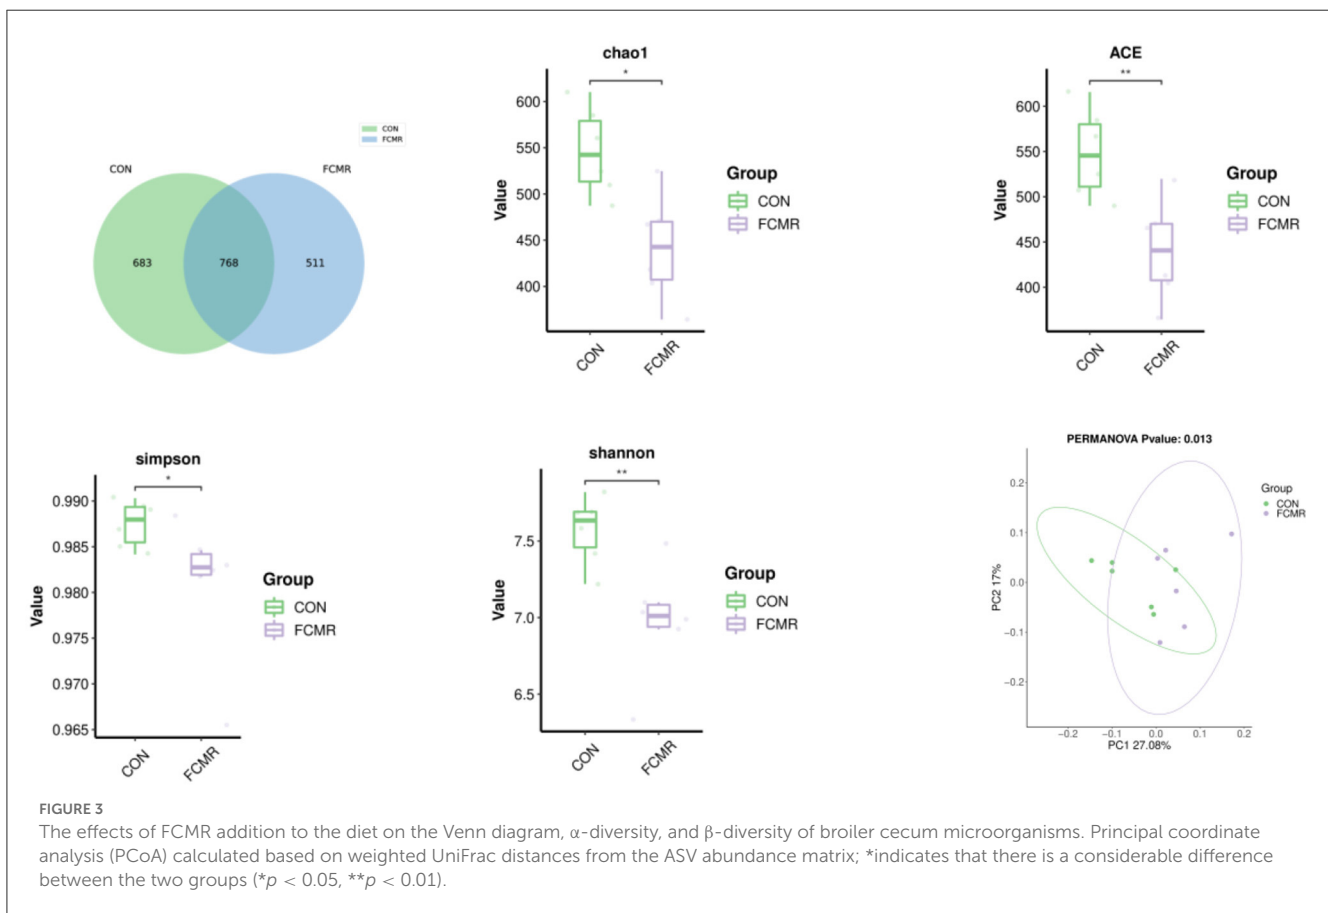 CON
FCMR
CON
FCMR
683
768
511
chao1
*
600
550
500
450
400
Value
CON
FCMR
Group
CON
FCMR
ACE
**
600
550
500
450
400
Value
CON
FCMR
Group
CON
FCMR
simpson
*
0.990
0.985
0.980
0.975
0.970
0.965
Value
CON
FCMR
Group
CON
FCMR
shannon
**
7.5
7.0
6.5
Value
CON
FCMR
Group
CON
FCMR
PERMANOVA Pvalue: 0.013
0.2
0.1
0.0
−0.1
−0.2
PC2 17%
−0.2
−0.1
0.0
0.1
0.2
PC1 27.08%
Group
CON
FCMR
FIGURE 3
The effects of FCMR addition to the diet on the Venn diagram, α-diversity, and β-diversity of broiler cecum microorganisms. Principal coordinate
analysis (PCoA) calculated based on weighted UniFrac distances from the ASV abundance matrix; *indicates that there is a considerable difference
between the two groups (*p < 0.05, **p < 0.01).